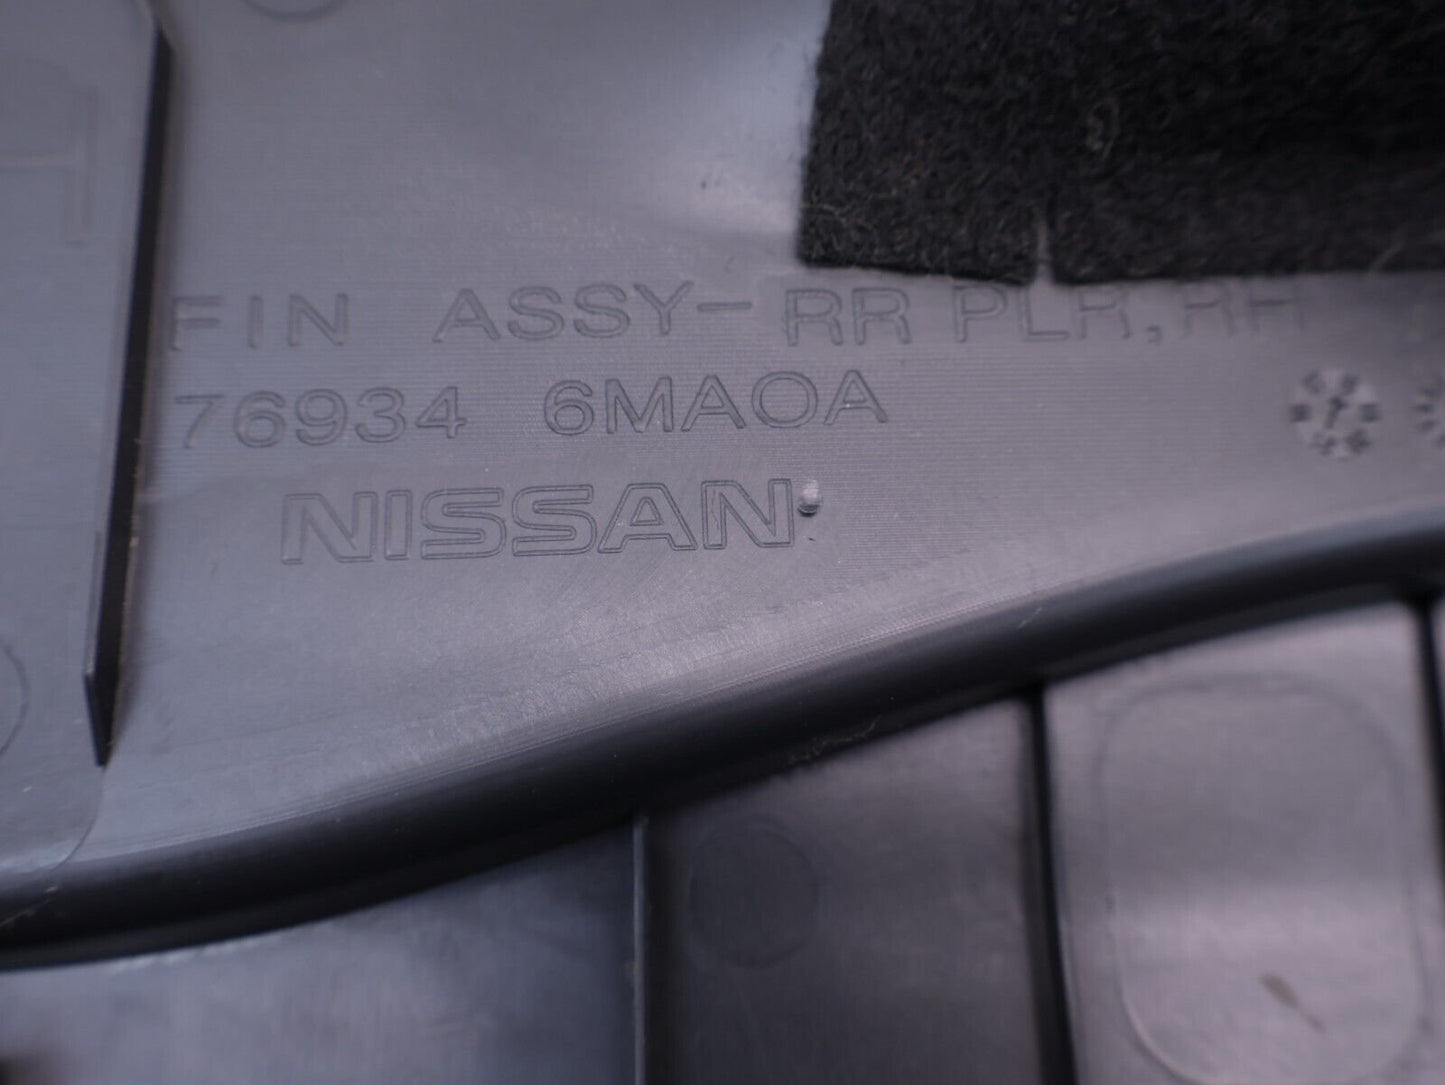 FIN ASSY-RR PLR, RH
76934 6MA0A
NISSAN